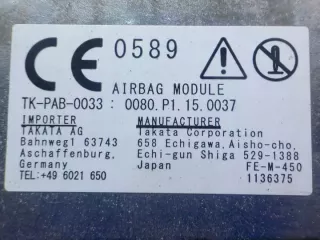 CE 0589
AIRBAG MODULE
TK-PAB-0033 : 0080.P1.15.0037
IMPORTER
TAKATA AG
Bahnweg1 63743
Aschaffenburg,
Germany
TEL:+49 6021 650
MANUFACTURER
Takata Corporation
658 Echigawa, Aisho-cho,
Echi-gun Shiga 529-1388
Japan FE-M-450
1136375